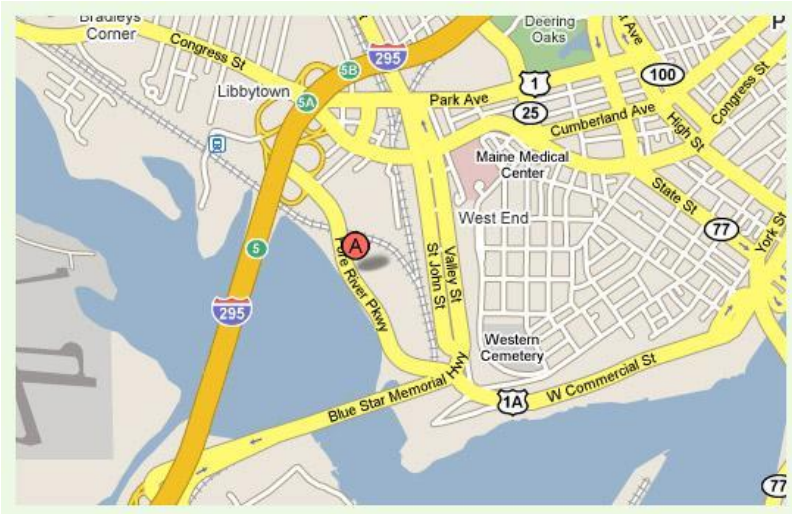 Bradleys
Corner
Congress St
Libbytown
5A
5B
295
Deering
Oaks
1
Park Ave
25
Cumberland Ave
100
Congress St
High St
Maine Medical
Center
State St
77
York St
West End
5
A
Fore River Pkwy
St John St
Valley St
295
Western
Cemetery
Blue Star Memorial Hwy
1A
W Commercial St
77